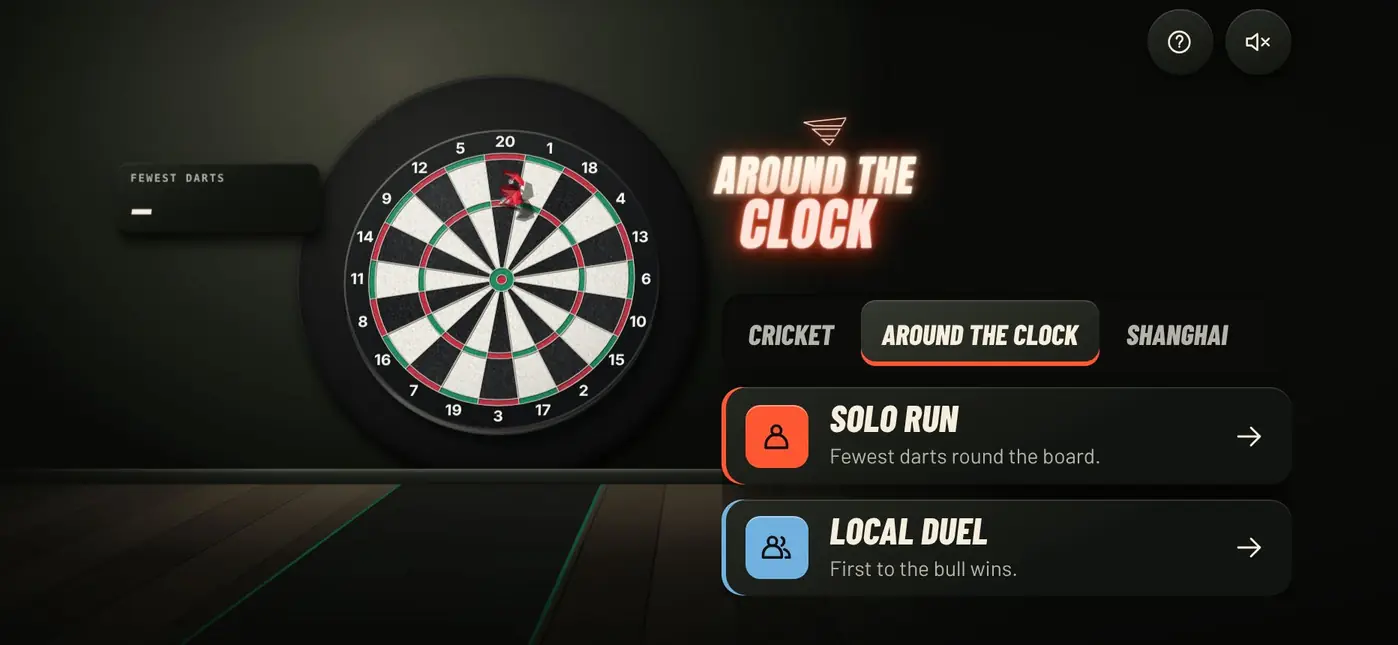 FEWEST DARTS
20
1
18
4
13
6
10
15
2
17
3
19
7
16
8
11
14
9
12
5
AROUND THE
CLOCK
CRICKET
AROUND THE CLOCK
SHANGHAI
SOLO RUN
Fewest darts round the board.
LOCAL DUEL
First to the bull wins.